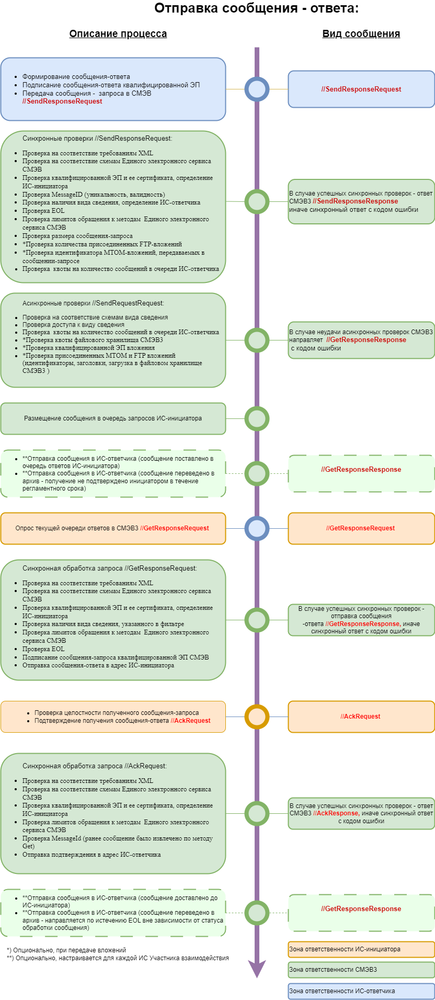 Отправка сообщения - ответа:
Описание процесса
Вид сообщения
Формирование сообщения-ответа
Подписание сообщения-ответа квалифицированной ЭП
Передача сообщения -  запроса в СМЭВ
//SendResponseRequest
//SendResponseRequest
Синхронные проверки //SendResponseRequest:
Проверка на соответствие требованиям XML
Проверка на соответствие схемам Единого электронного сервиса
СМЭВ
Проверка квалифицированной ЭП и ее сертификата, определение
ИС-инициатора
Проверка MessageID (уникальность, валидность)
Проверка наличия вида сведения, определение ИС-ответчика
Проверка EOL
Проверка лимитов обращения к методам  Единого электронного
сервиса СМЭВ
Проверка размера сообщения-запроса
*Проверка количества присоединенных FTP-вложений
*Проверка идентификатора MTOM-вложений, передаваемых в
сообщении-запросе
Проверка  квоты на количество сообщений в очереди ИС-ответчика
В случае успешных синхронных проверок - ответ
СМЭВ3 //SendResponseResponse
иначе синхронный ответ с кодом ошибки
Асинхронные проверки //SendRequestRequest:
Проверка на соответствие схемам вида сведения
Проверка доступа к виду сведения
Проверка  квоты на количество сообщений в очереди ИС-ответчика
*Проверка квоты файлового хранилища СМЭВ3
*Проверка квалифицированной ЭП вложения
*Проверка присоединенных MTOM и FTP вложений
(идентификаторы, заголовки, загрузка в файловом хранилище
СМЭВ3 )
В случае неудачи асинхронных проверок СМЭВ3
направляет  //GetResponseResponse
с кодом ошибки
Размещение сообщения в очередь запросов ИС-инициатора
**Отправка сообщения в ИС-ответчика (сообщение поставлено в
очередь ответов ИС-инициатора)
**Отправка сообщения в ИС-ответчика (сообщение переведено в
архив - получение не подтверждено инициатором в течение
регламентного срока)
//GetResponseResponse
Опрос текущей очереди ответов в СМЭВ3 //GetResponseRequest
//GetResponseRequest
Синхронная обработка запроса //GetResponseRequest:
Проверка на соответствие требованиям XML
Проверка на соответствие схемам Единого электронного сервиса
СМЭВ
Проверка квалифицированной ЭП и ее сертификата, определение
ИС-инициатора
Проверка наличия вида сведения, указанного в фильтре
Проверка лимитов обращения к методам  Единого электронного
сервиса СМЭВ
Проверка EOL
Подписание сообщения-запроса квалифицированной ЭП СМЭВ
Отправка сообщения-ответа в адрес ИС-инициатора
В случае успешных синхронных проверок -
отправка сообщения
-ответа //GetResponseResponse, иначе
синхронный ответ с кодом ошибки
Проверка целостности полученного сообщения-запроса
Подтверждение получения сообщения-ответа //AckRequest
//AckRequest
Синхронная обработка запроса //AckRequest:
Проверка на соответствие требованиям XML
Проверка на соответствие схемам Единого электронного сервиса
СМЭВ
Проверка квалифицированной ЭП и ее сертификата, определение
ИС-инициатора
Проверка лимитов обращения к методам  Единого электронного
сервиса СМЭВ
Проверка MessageId (ранее сообщение было извлечено по методу
Get)
Отправка подтверждения в адрес ИС-ответчика
В случае успешных синхронных проверок - ответ
СМЭВ3 //AckResponse, иначе синхронный ответ
с кодом ошибки
**Отправка сообщения в ИС-ответчика (сообщение доставлено до
ИС-инициатора)
**Отправка сообщения в ИС-ответчика (сообщение переведено в
архив - направляется по истечению EOL вне зависимости от статуса
обработки сообщения)
//GetResponseResponse
*) Опционально, при передаче вложений
**) Опционально, настраивается для каждой ИС Участника взаимодействия
Зона ответственности ИС-инициатора
Зона ответственности СМЭВ3
Зона ответственности ИС-ответчика